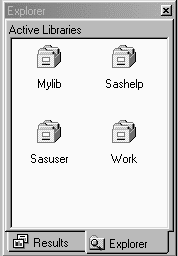 Explorer
Active Libraries
Mylib Sashelp
Sasuser Work
Results Explorer